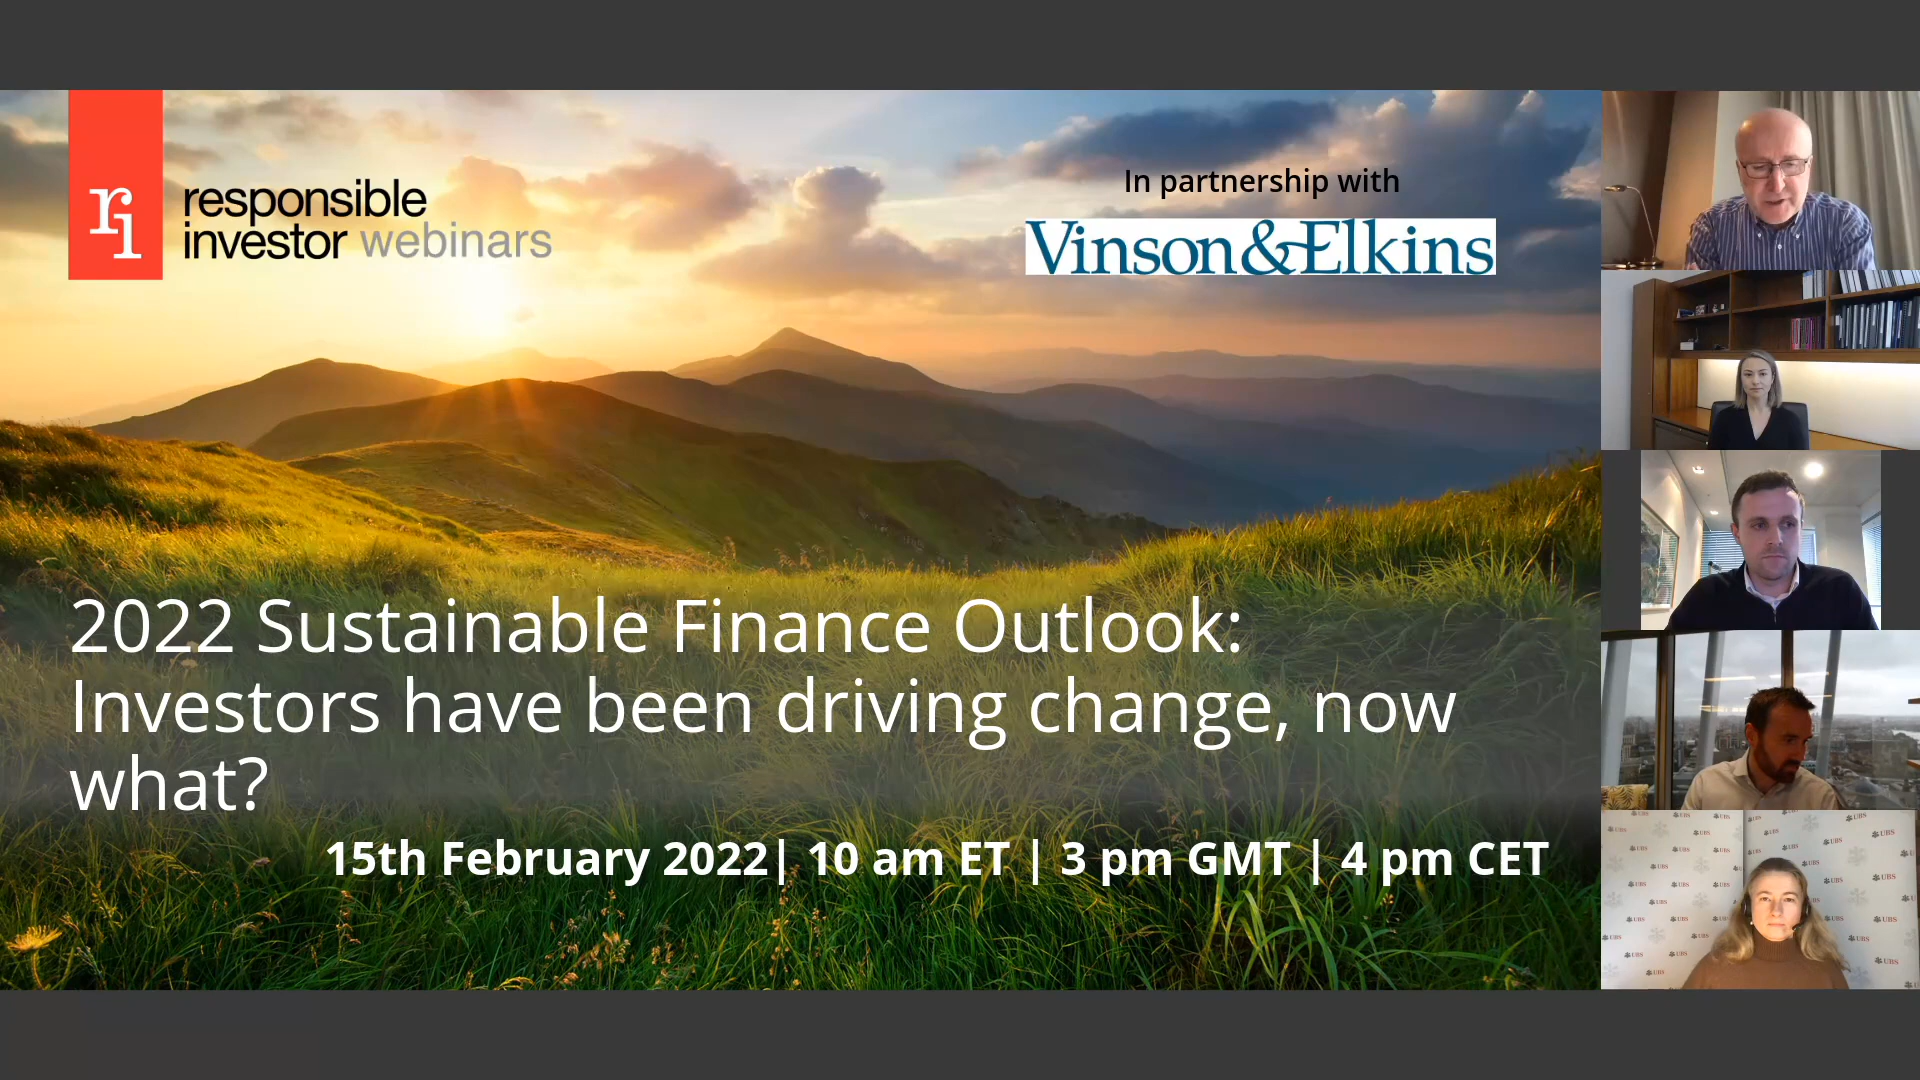 ri
responsible
investor webinars
In partnership with
Vinson&Elkins
2022 Sustainable Finance Outlook:
Investors have been driving change, now
what?
15th February 2022| 10 am ET | 3 pm GMT | 4 pm CET
UBS